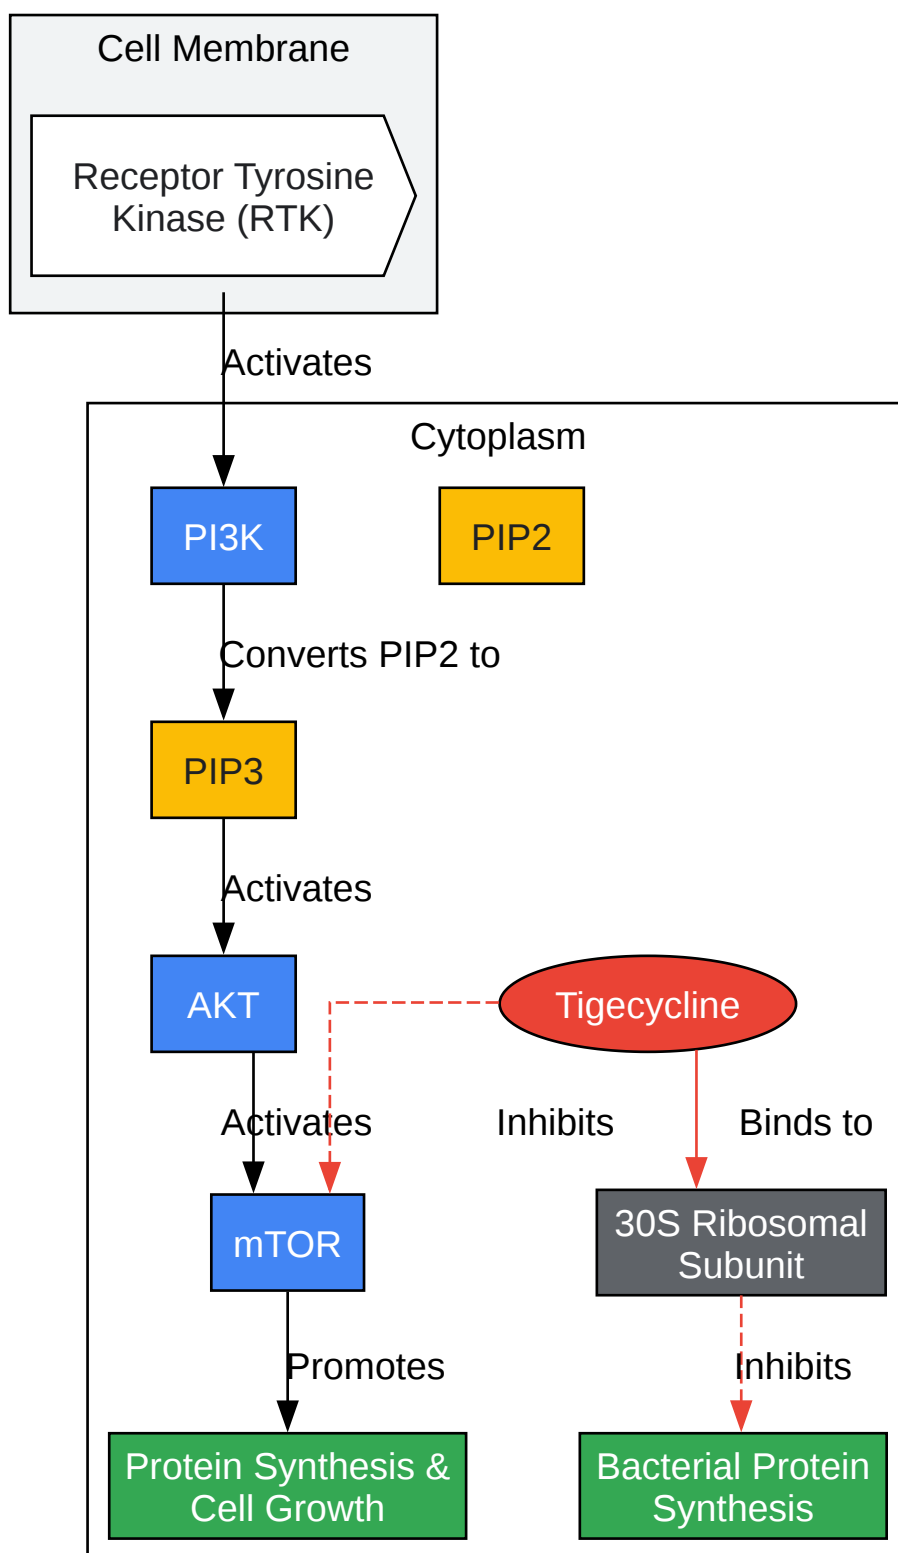 Cell Membrane
Receptor Tyrosine
Kinase (RTK)
Activates
Cytoplasm
PI3K
PIP2
Converts PIP2 to
PIP3
Activates
AKT
Tigecycline
Activates
Inhibits
Binds to
mTOR
30S Ribosomal
Subunit
Promotes
Inhibits
Protein Synthesis &
Cell Growth
Bacterial Protein
Synthesis